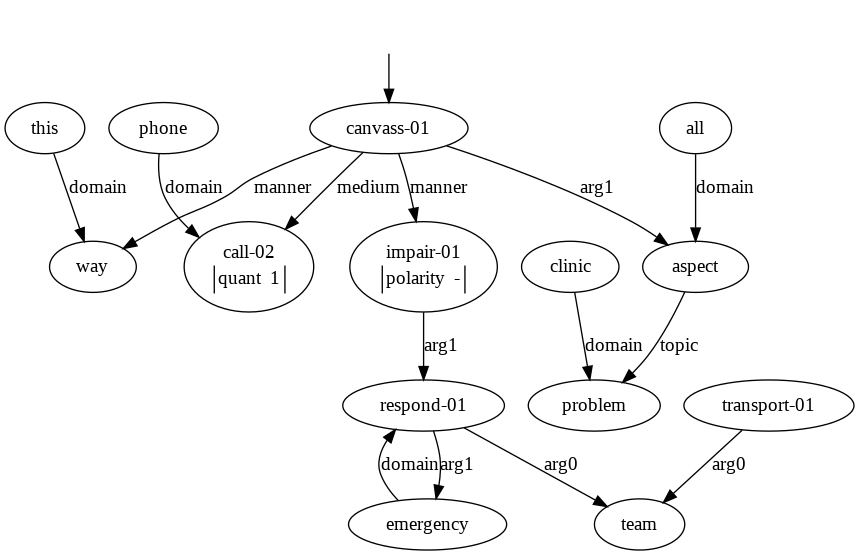 this
phone
canvass-01
all
domain
domain
manner
medium
manner
arg1
domain
way
call-02
|quant 1|
impair-01
|polarity -|
clinic
aspect
arg1
domain
topic
respond-01
problem
transport-01
domain
arg1
arg0
arg0
emergency
team